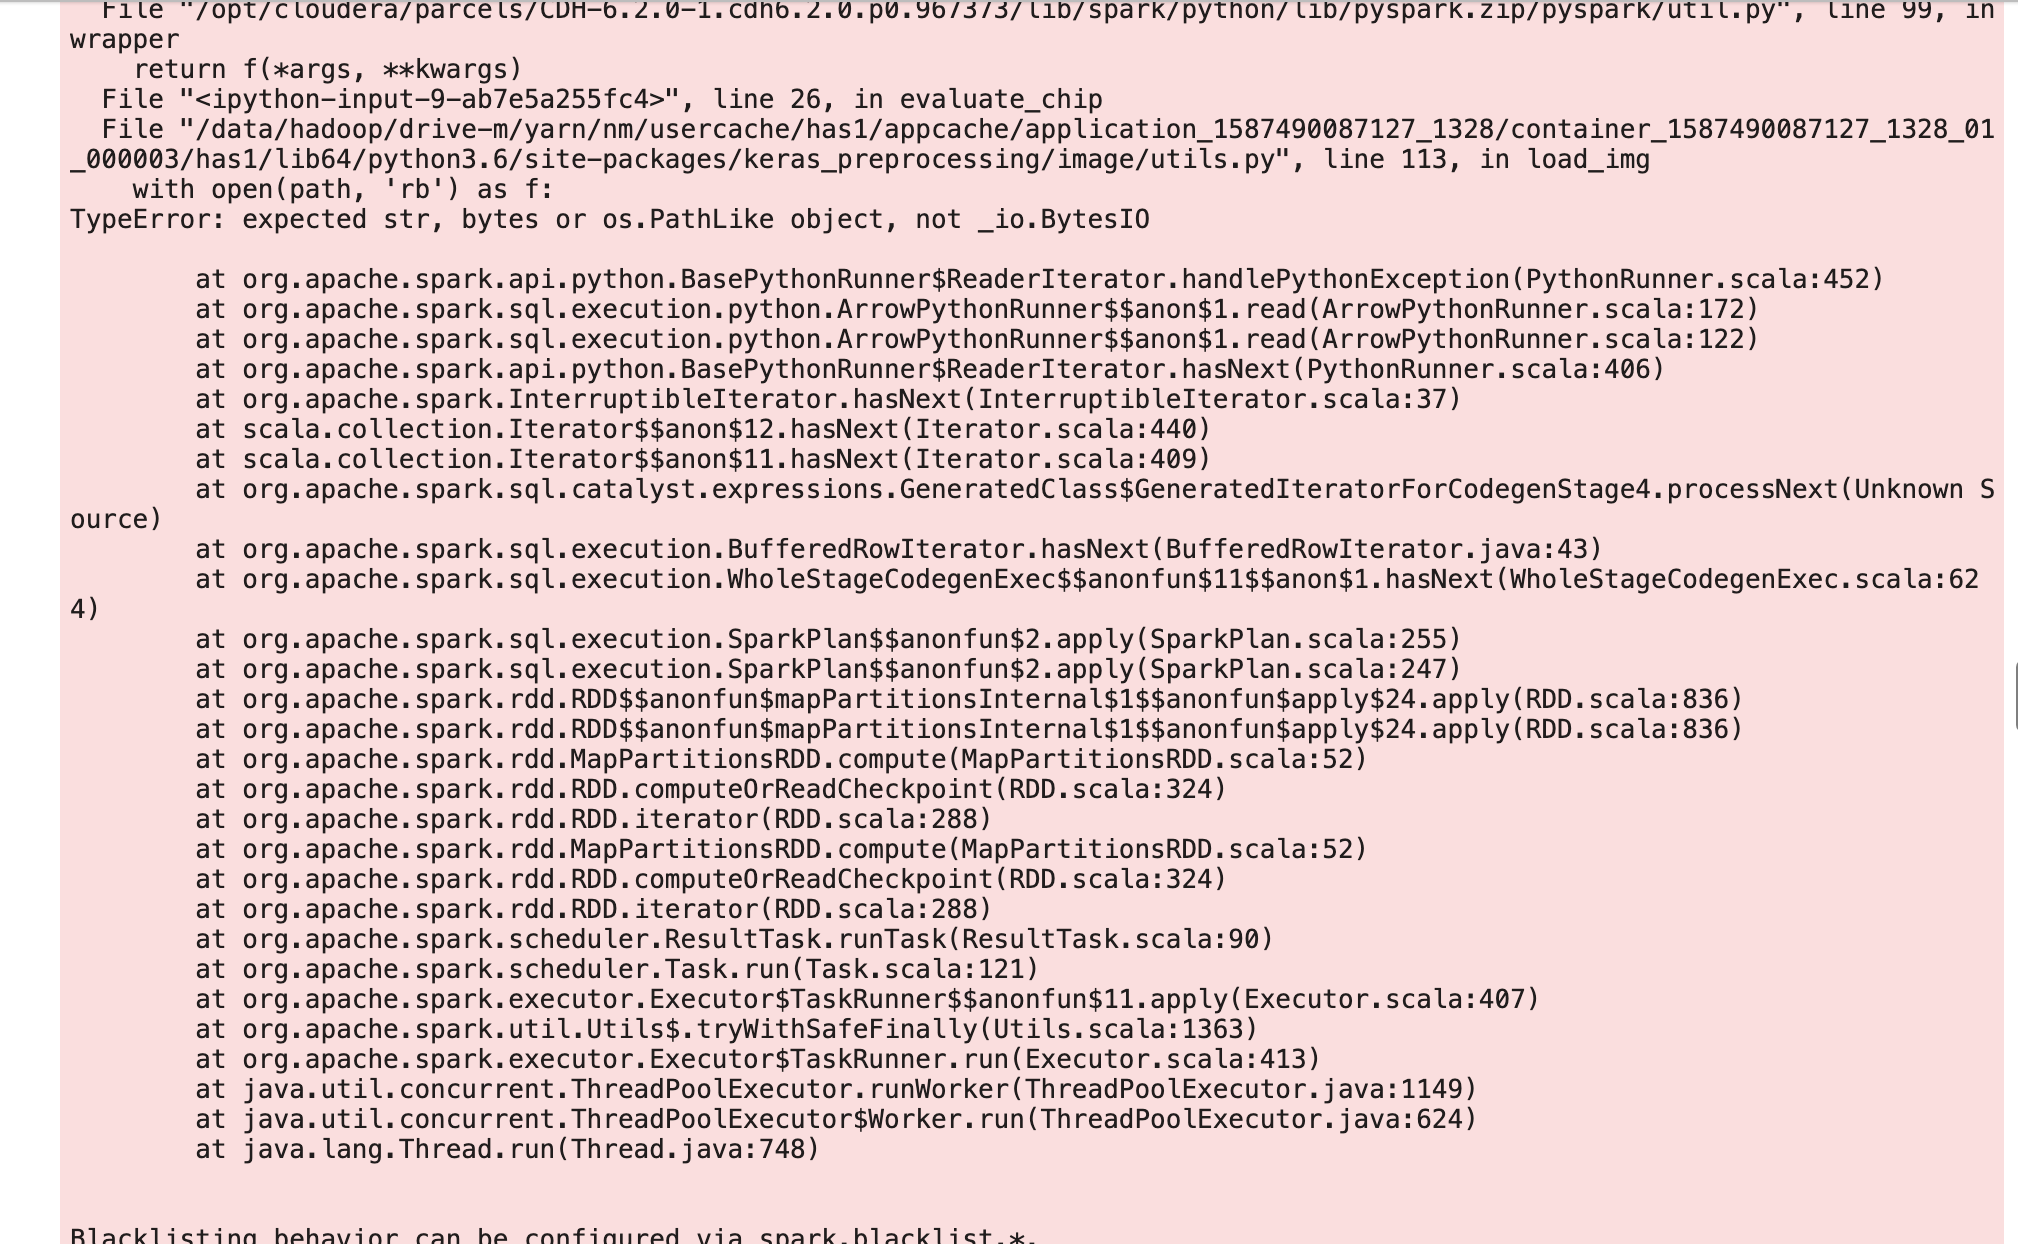 File "/opt/cloudera/parcels/CDH-6.2.0-1.cdh6.2.0.p0.967373/lib/spark/python/lib/pyspark.zip/pyspark/util.py", line 99, in
wrapper
    return f(*args, **kwargs)
  File "<ipython-input-9-ab7e5a255fc4>", line 26, in evaluate_chip
  File "/data/hadoop/drive-m/yarn/nm/usercache/has1/appcache/application_1587490087127_1328/container_1587490087127_1328_01
_000003/has1/lib64/python3.6/site-packages/keras_preprocessing/image/utils.py", line 113, in load_img
    with open(path, 'rb') as f:
TypeError: expected str, bytes or os.PathLike object, not _io.BytesIO
        at org.apache.spark.api.python.BasePythonRunner$ReaderIterator.handlePythonException(PythonRunner.scala:452)
        at org.apache.spark.sql.execution.python.ArrowPythonRunner$$anon$1.read(ArrowPythonRunner.scala:172)
        at org.apache.spark.sql.execution.python.ArrowPythonRunner$$anon$1.read(ArrowPythonRunner.scala:122)
        at org.apache.spark.api.python.BasePythonRunner$ReaderIterator.hasNext(PythonRunner.scala:406)
        at org.apache.spark.InterruptibleIterator.hasNext(InterruptibleIterator.scala:37)
        at scala.collection.Iterator$$anon$12.hasNext(Iterator.scala:440)
        at scala.collection.Iterator$$anon$11.hasNext(Iterator.scala:409)
        at org.apache.spark.sql.catalyst.expressions.GeneratedClass$GeneratedIteratorForCodegenStage4.processNext(Unknown S
ource)
        at org.apache.spark.sql.execution.BufferedRowIterator.hasNext(BufferedRowIterator.java:43)
        at org.apache.spark.sql.execution.WholeStageCodegenExec$$anonfun$11$$anon$1.hasNext(WholeStageCodegenExec.scala:62
4)
        at org.apache.spark.sql.execution.SparkPlan$$anonfun$2.apply(SparkPlan.scala:255)
        at org.apache.spark.sql.execution.SparkPlan$$anonfun$2.apply(SparkPlan.scala:247)
        at org.apache.spark.rdd.RDD$$anonfun$mapPartitionsInternal$1$$anonfun$apply$24.apply(RDD.scala:836)
        at org.apache.spark.rdd.RDD$$anonfun$mapPartitionsInternal$1$$anonfun$apply$24.apply(RDD.scala:836)
        at org.apache.spark.rdd.MapPartitionsRDD.compute(MapPartitionsRDD.scala:52)
        at org.apache.spark.rdd.RDD.computeOrReadCheckpoint(RDD.scala:324)
        at org.apache.spark.rdd.RDD.iterator(RDD.scala:288)
        at org.apache.spark.rdd.MapPartitionsRDD.compute(MapPartitionsRDD.scala:52)
        at org.apache.spark.rdd.RDD.computeOrReadCheckpoint(RDD.scala:324)
        at org.apache.spark.rdd.RDD.iterator(RDD.scala:288)
        at org.apache.spark.scheduler.ResultTask.runTask(ResultTask.scala:90)
        at org.apache.spark.scheduler.Task.run(Task.scala:121)
        at org.apache.spark.executor.Executor$TaskRunner$$anonfun$11.apply(Executor.scala:407)
        at org.apache.spark.util.Utils$.tryWithSafeFinally(Utils.scala:1363)
        at org.apache.spark.executor.Executor$TaskRunner.run(Executor.scala:413)
        at java.util.concurrent.ThreadPoolExecutor.runWorker(ThreadPoolExecutor.java:1149)
        at java.util.concurrent.ThreadPoolExecutor$Worker.run(ThreadPoolExecutor.java:624)
        at java.lang.Thread.run(Thread.java:748)
Blacklisting behavior can be configured via spark.blacklist.*.